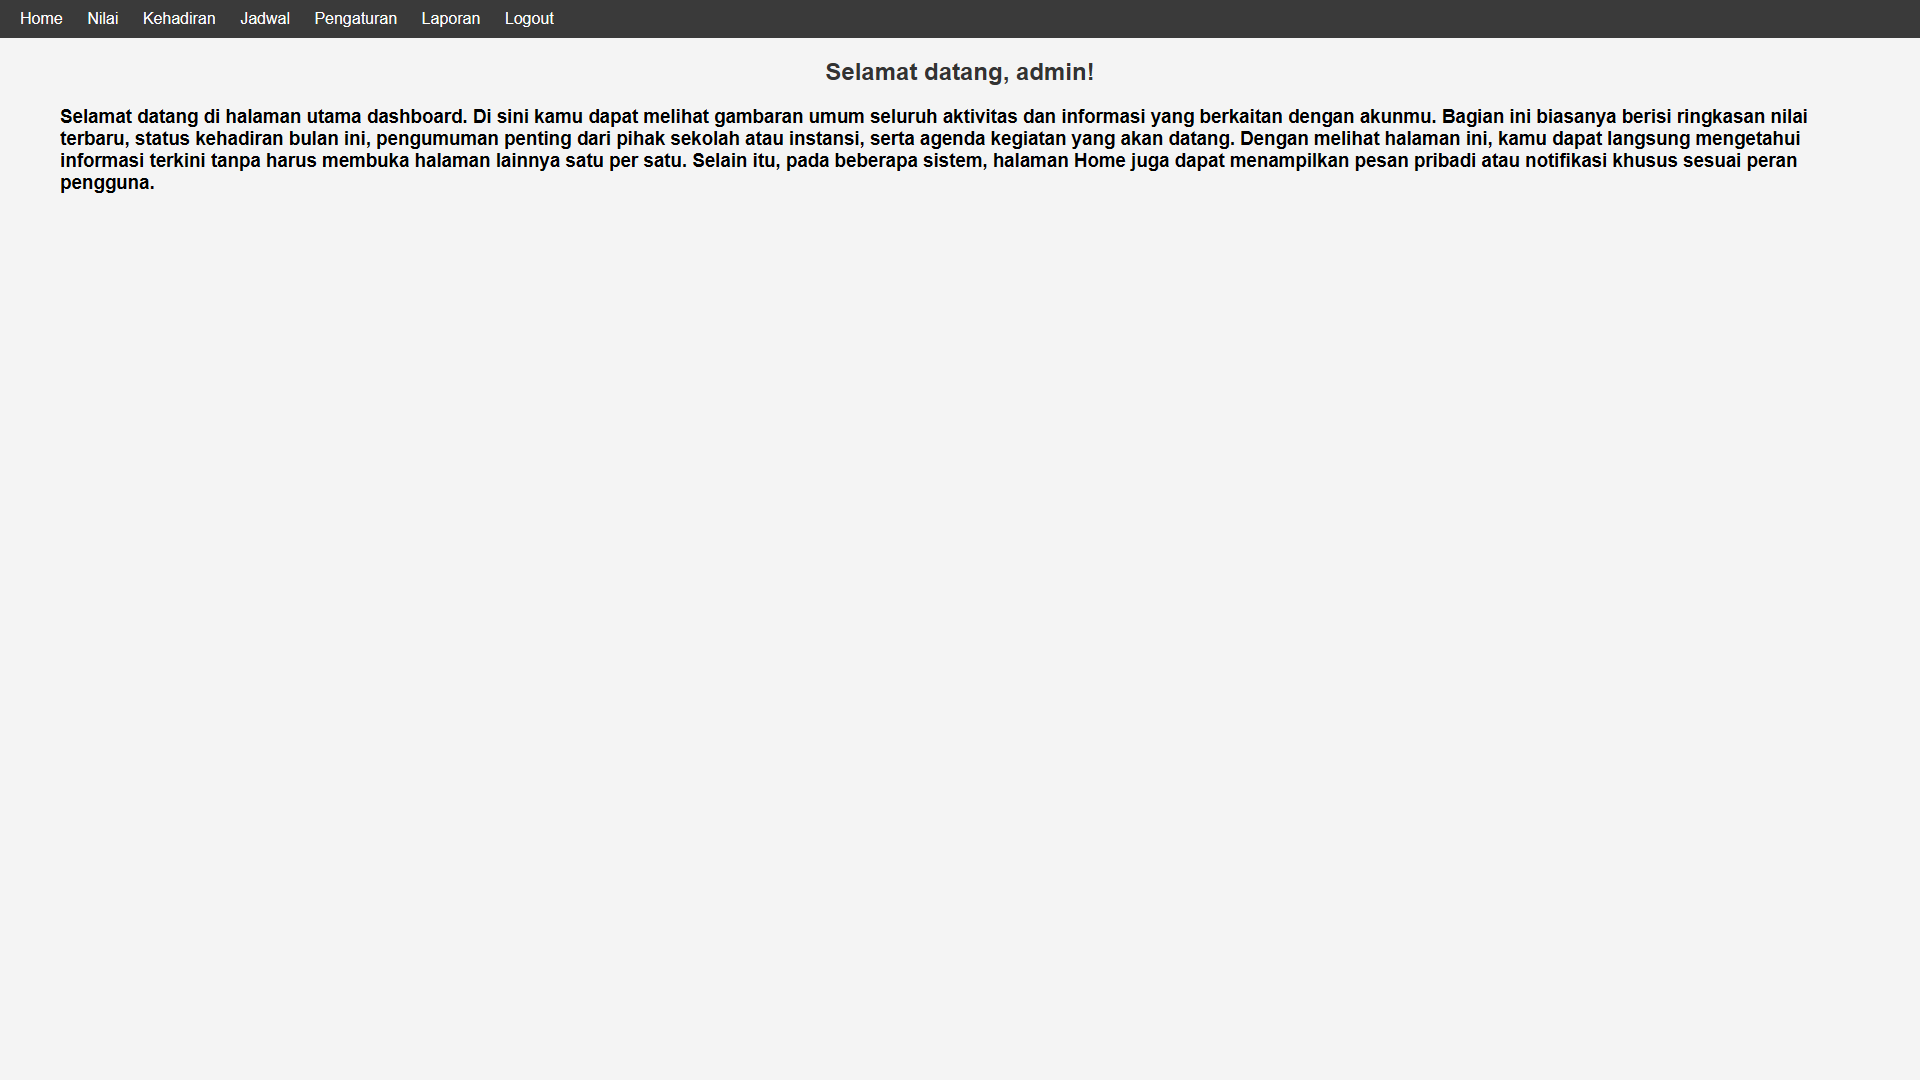 Home Nilai Kehadiran Jadwal Pengaturan Laporan Logout
Selamat datang, admin!
Selamat datang di halaman utama dashboard. Di sini kamu dapat melihat gambaran umum seluruh aktivitas dan informasi yang berkaitan dengan akunmu. Bagian ini biasanya berisi ringkasan nilai
terbaru, status kehadiran bulan ini, pengumuman penting dari pihak sekolah atau instansi, serta agenda kegiatan yang akan datang. Dengan melihat halaman ini, kamu dapat langsung mengetahui
informasi terkini tanpa harus membuka halaman lainnya satu per satu. Selain itu, pada beberapa sistem, halaman Home juga dapat menampilkan pesan pribadi atau notifikasi khusus sesuai peran
pengguna.